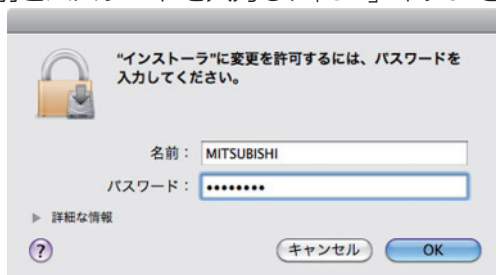 “インストーラ”に変更を許可するには、パスワードを
入力してください。
名前：
MITSUBISHI
パスワード：
••••••••
▶ 詳細な情報
?
キャンセル
OK